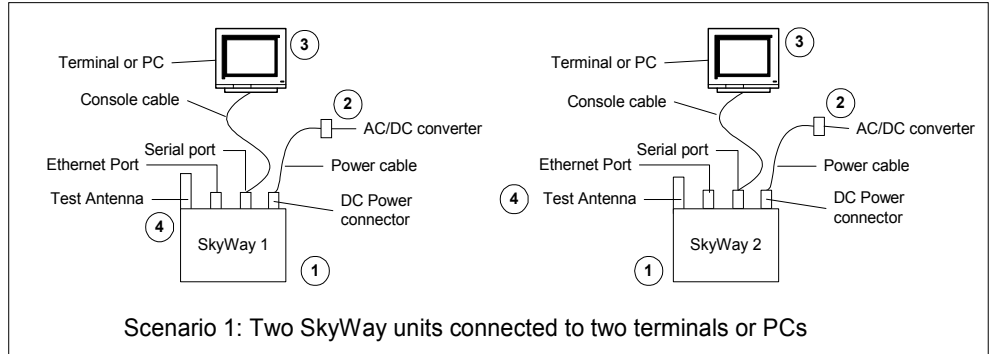 3
Terminal or PC
Console cable
2
AC/DC converter
Serial port
Ethernet Port
Power cable
Test Antenna
DC Power
connector
4
SkyWay 1
1
3
Terminal or PC
Console cable
2
AC/DC converter
Serial port
Ethernet Port
Power cable
4
Test Antenna
DC Power
connector
SkyWay 2
1
Scenario 1: Two SkyWay units connected to two terminals or PCs